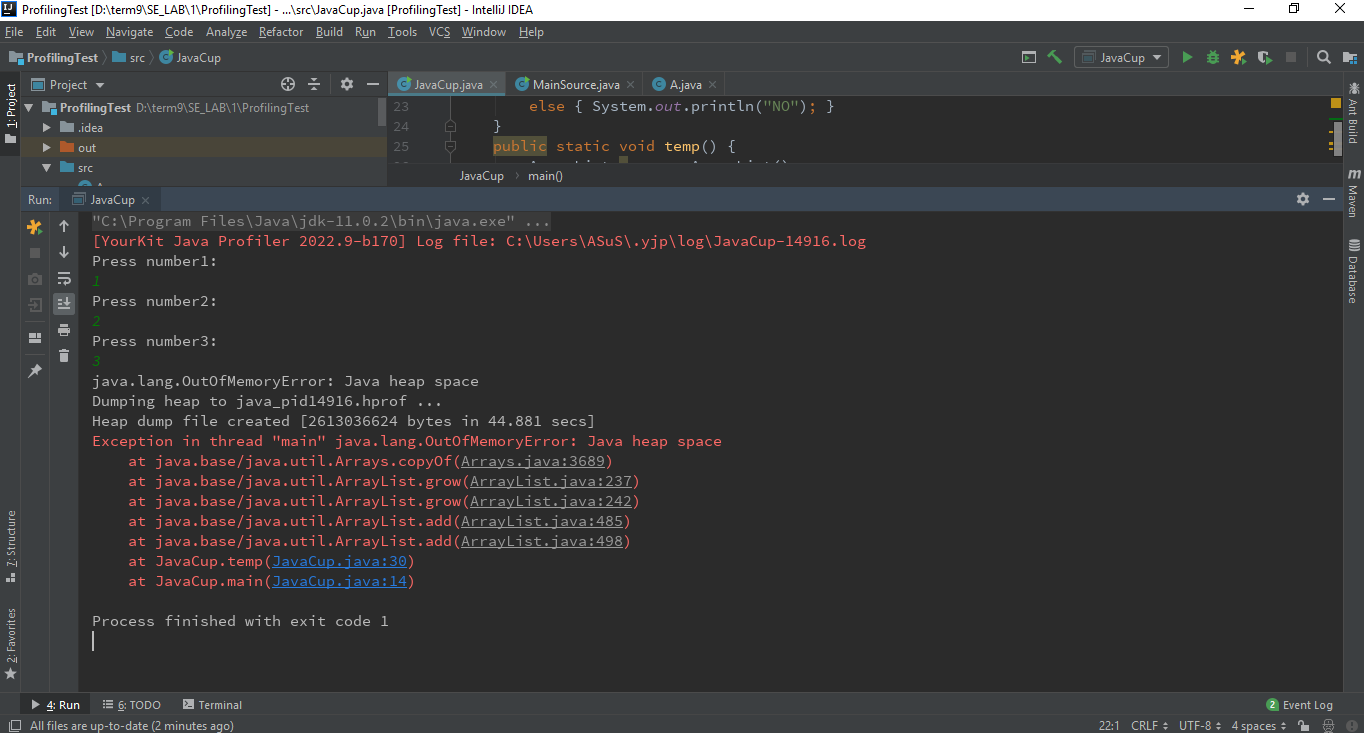 ProfilingTest [D:\term9\SE_LAB\1\ProfilingTest] - ...\src\JavaCup.java [ProfilingTest] - IntelliJ IDEA
File Edit View Navigate Code Analyze Refactor Build Run Tools VCS Window Help
ProfilingTest src JavaCup JavaCup
Project JavaCup.java MainSource.java A.java
ProfilingTest D:\term9\SE_LAB\1\ProfilingTest
.idea
out
src
23 else { System.out.println("NO"); }
24 }
25 public static void temp() {
JavaCup main()
1: Project
Ant Build
Maven
Database
Run: JavaCup
"C:\Program Files\Java\jdk-11.0.2\bin\java.exe" ...
[YourKit Java Profiler 2022.9-b170] Log file: C:\Users\ASuS\.yjp\log\JavaCup-14916.log
Press number1:
1
Press number2:
2
Press number3:
3
java.lang.OutOfMemoryError: Java heap space
Dumping heap to java_pid14916.hprof ...
Heap dump file created [2613036624 bytes in 44.881 secs]
Exception in thread "main" java.lang.OutOfMemoryError: Java heap space
at java.base/java.util.Arrays.copyOf(Arrays.java:3689)
at java.base/java.util.ArrayList.grow(ArrayList.java:237)
at java.base/java.util.ArrayList.grow(ArrayList.java:242)
at java.base/java.util.ArrayList.add(ArrayList.java:485)
at java.base/java.util.ArrayList.add(ArrayList.java:498)
at JavaCup.temp(JavaCup.java:30)
at JavaCup.main(JavaCup.java:14)
Process finished with exit code 1
7: Structure
2: Favorites
4: Run 6: TODO Terminal 2 Event Log
All files are up-to-date (2 minutes ago) 22:1 CRLF UTF-8 4 spaces